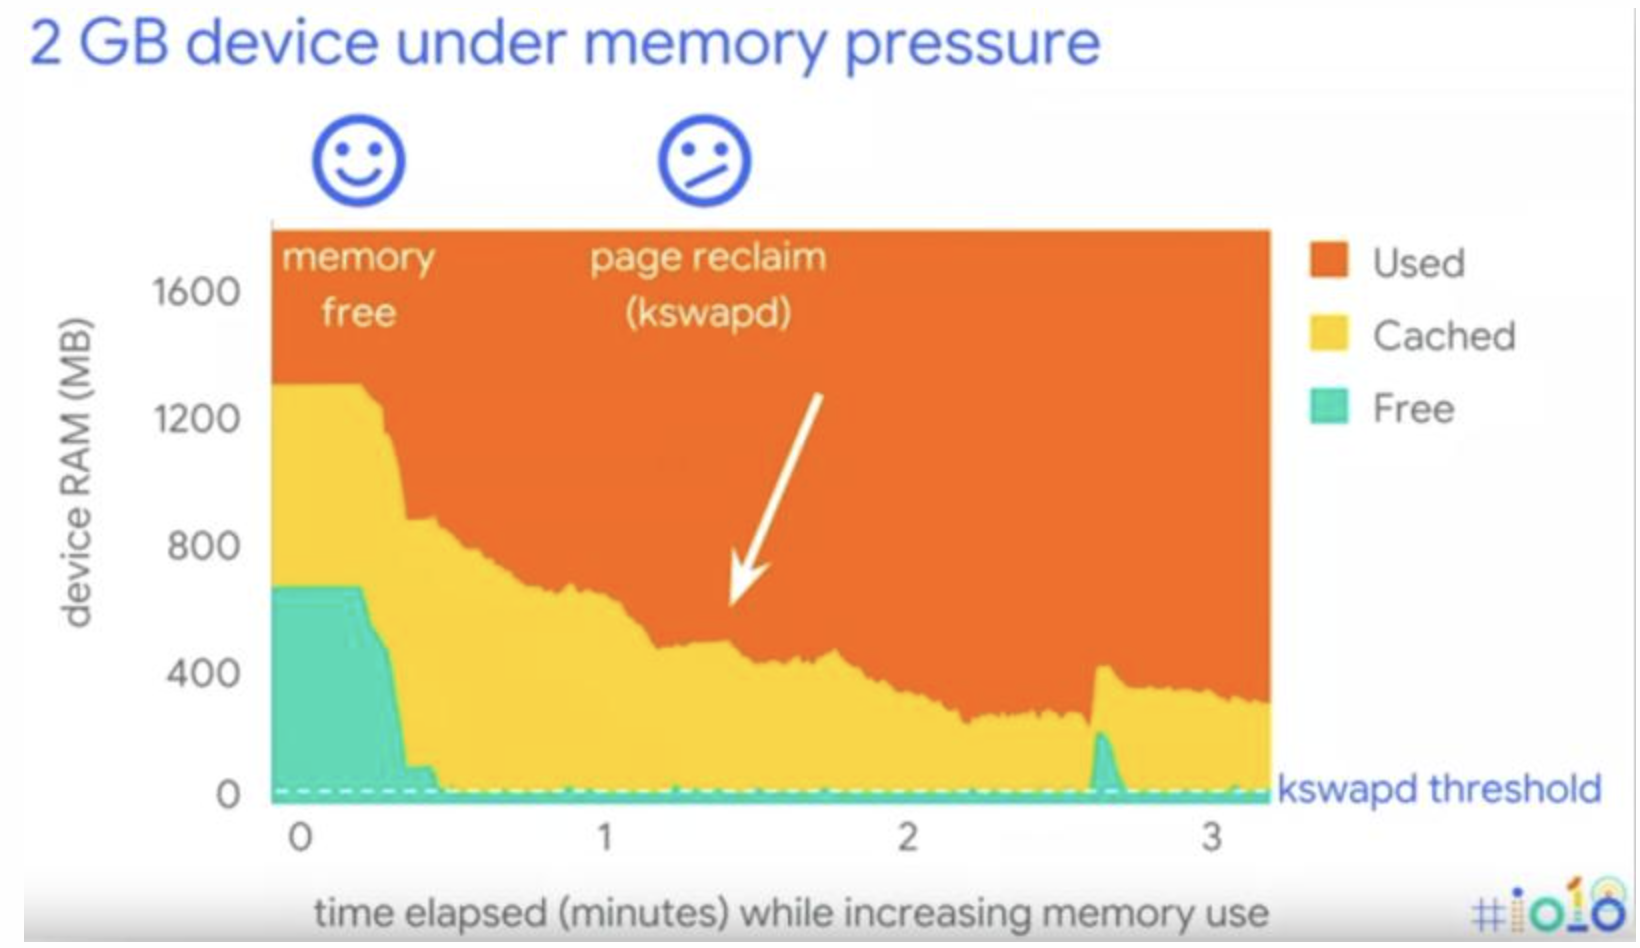 2 GB device under memory pressure
memory
free
page reclaim
(kswapd)
Used
Cached
Free
device RAM (MB)
1600
1200
800
400
0
kswapd threshold
0 1 2 3
time elapsed (minutes) while increasing memory use
#io18